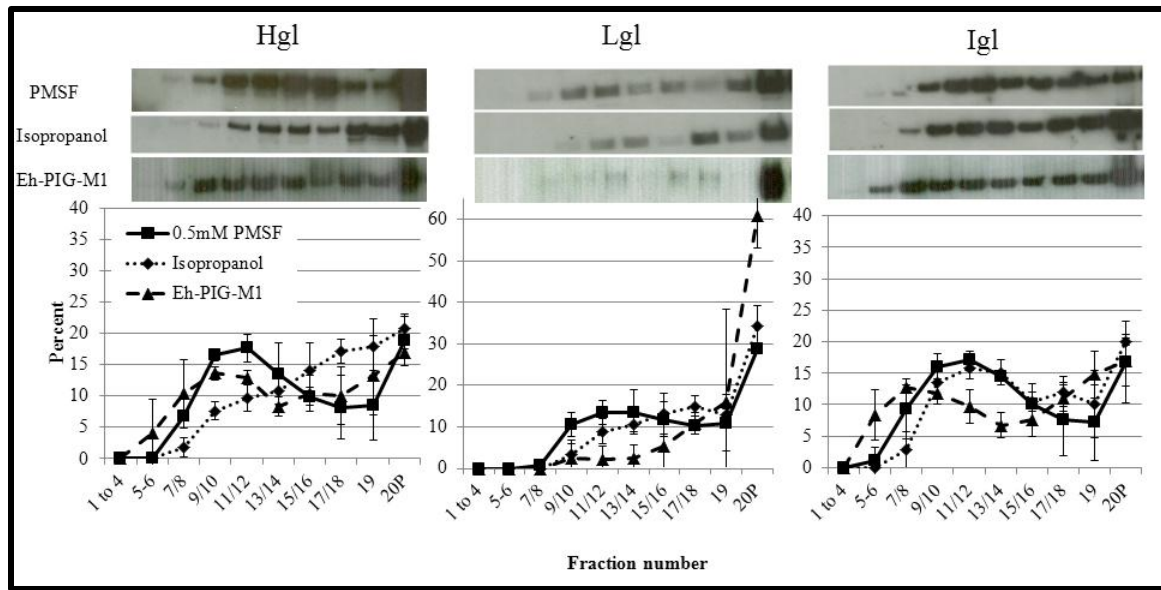 Hgl Lgl Igl
PMSF
Isopropanol
Eh-PIG-M1
40
35
30
25
20
15
10
5
0
Percent
0.5mM PMSF
Isopropanol
Eh-PIG-M1
1 to 4 5-6 7/8 9/10 11/12 13/14 15/16 17/18 19 20P
60
50
40
30
20
10
0
1 to 4 5-6 7/8 9/10 11/12 13/14 15/16 17/18 19 20P
40
35
30
25
20
15
10
5
0
1 to 4 5-6 7/8 9/10 11/12 13/14 15/16 17/18 19 20P
Fraction number